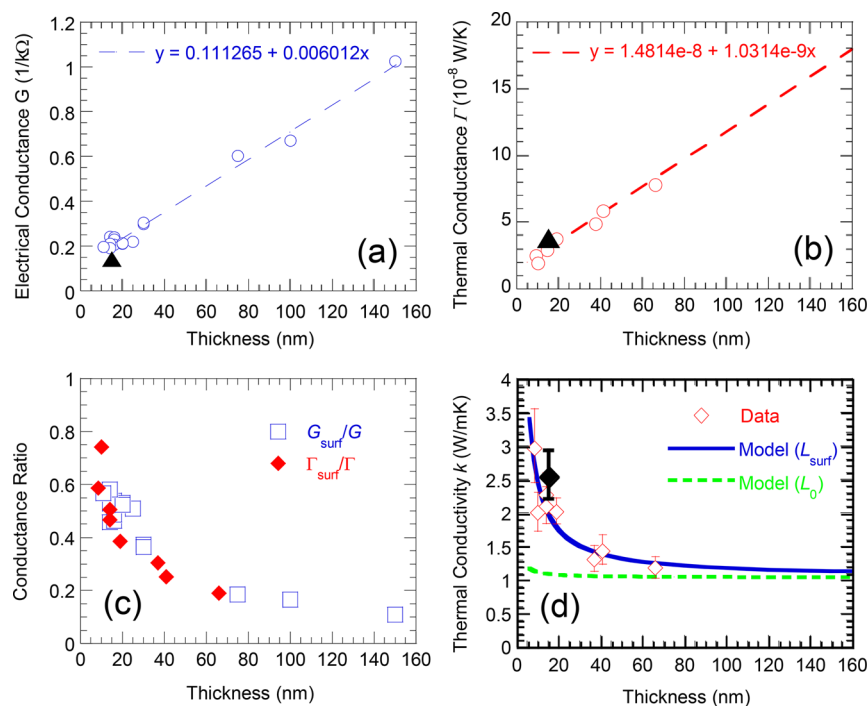 1.2
1
0.8
0.6
0.4
0.2
0
Electrical Conductance G (1/kΩ)
y = 0.111265 + 0.006012x
(a)
0 20 40 60 80 100 120 140 160
Thickness (nm)
20
15
10
5
0
Thermal Conductance Γ (10⁻⁸ W/K)
y = 1.4814e-8 + 1.0314e-9x
(b)
0 20 40 60 80 100 120 140 160
Thickness (nm)
1
0.8
0.6
0.4
0.2
0
Conductance Ratio
G_surf/G
Γ_surf/Γ
(c)
0 20 40 60 80 100 120 140 160
Thickness (nm)
4
3.5
3
2.5
2
1.5
1
0.5
0
Thermal Conductivity k (W/mK)
Data
Model (L_surf)
Model (L_0)
(d)
0 20 40 60 80 100 120 140 160
Thickness (nm)